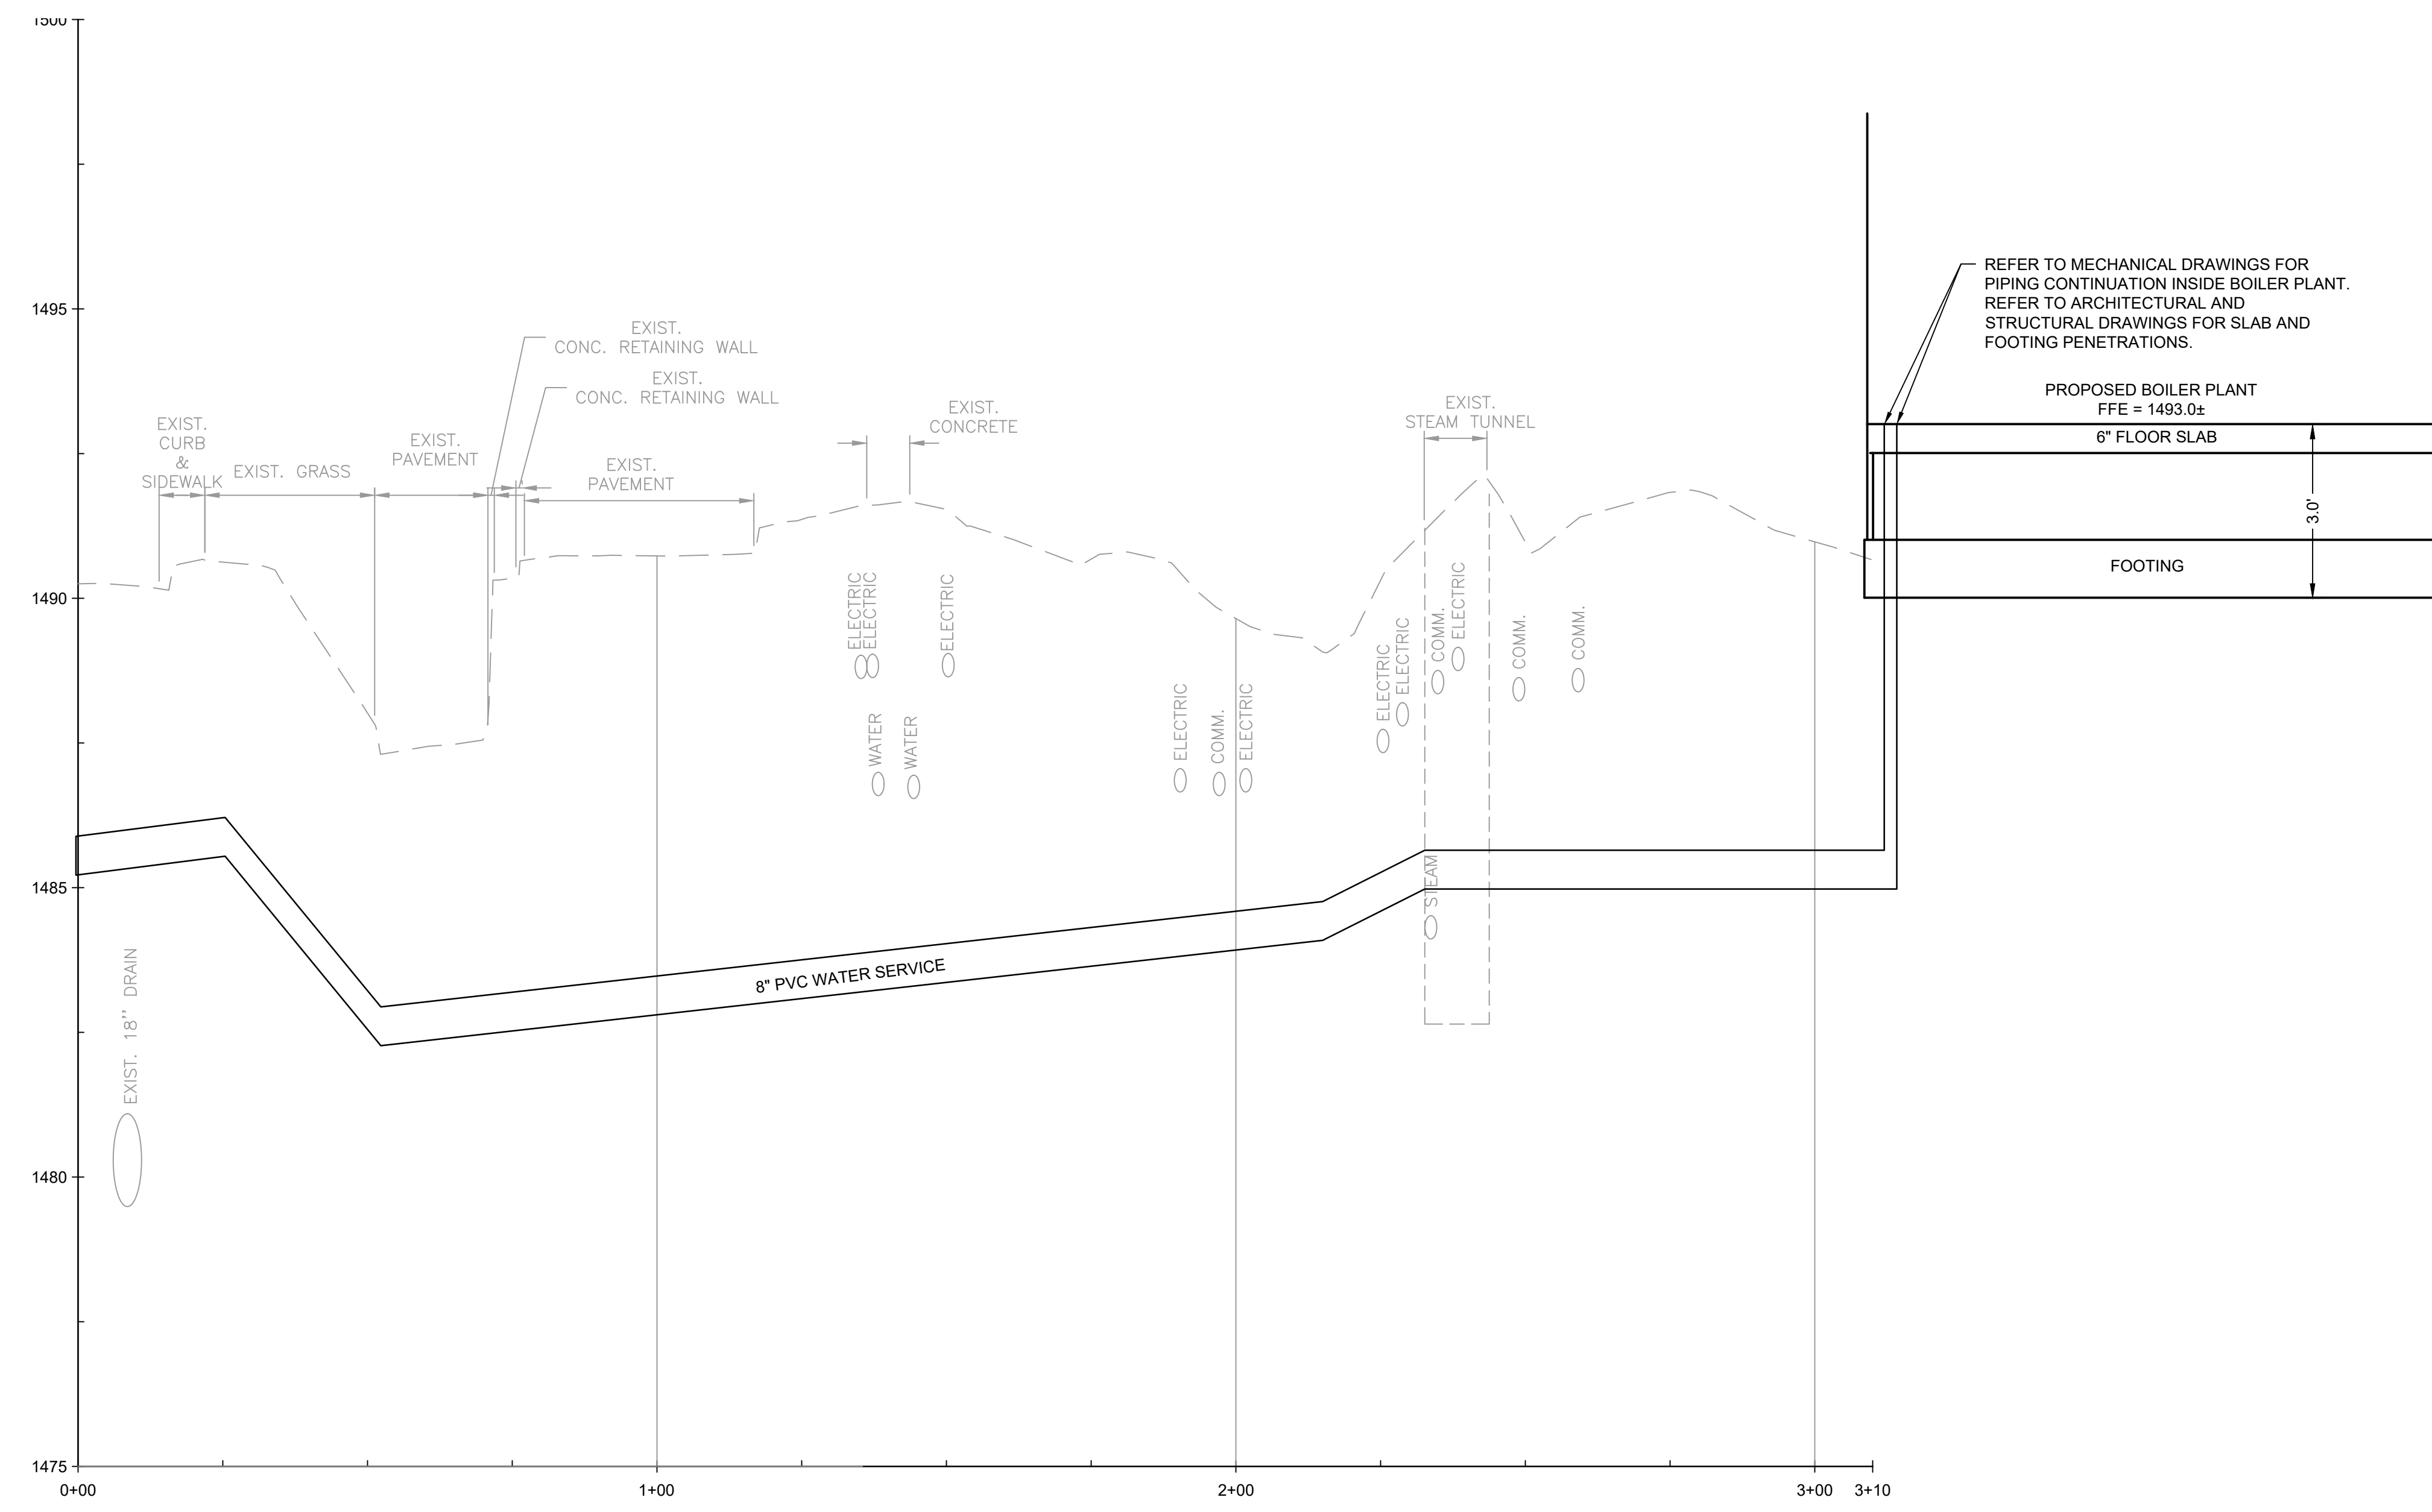 1500
1495
1490
1485
1480
1475
0+00
1+00
2+00
3+00
3+10
EXIST.
CURB
&
SIDEWALK
EXIST. GRASS
EXIST.
PAVEMENT
EXIST.
CONC. RETAINING WALL
EXIST.
CONC. RETAINING WALL
EXIST.
PAVEMENT
EXIST.
CONCRETE
EXIST.
STEAM TUNNEL
REFER TO MECHANICAL DRAWINGS FOR
PIPING CONTINUATION INSIDE BOILER PLANT.
REFER TO ARCHITECTURAL AND
STRUCTURAL DRAWINGS FOR SLAB AND
FOOTING PENETRATIONS.
PROPOSED BOILER PLANT
FFE = 1493.0±
6" FLOOR SLAB
3.0'
FOOTING
ELECTRIC
ELECTRIC
ELECTRIC
WATER
WATER
ELECTRIC
COMM.
ELECTRIC
ELECTRIC
ELECTRIC
COMM.
ELECTRIC
COMM.
COMM.
STEAM
8" PVC WATER SERVICE
EXIST. 18" DRAIN